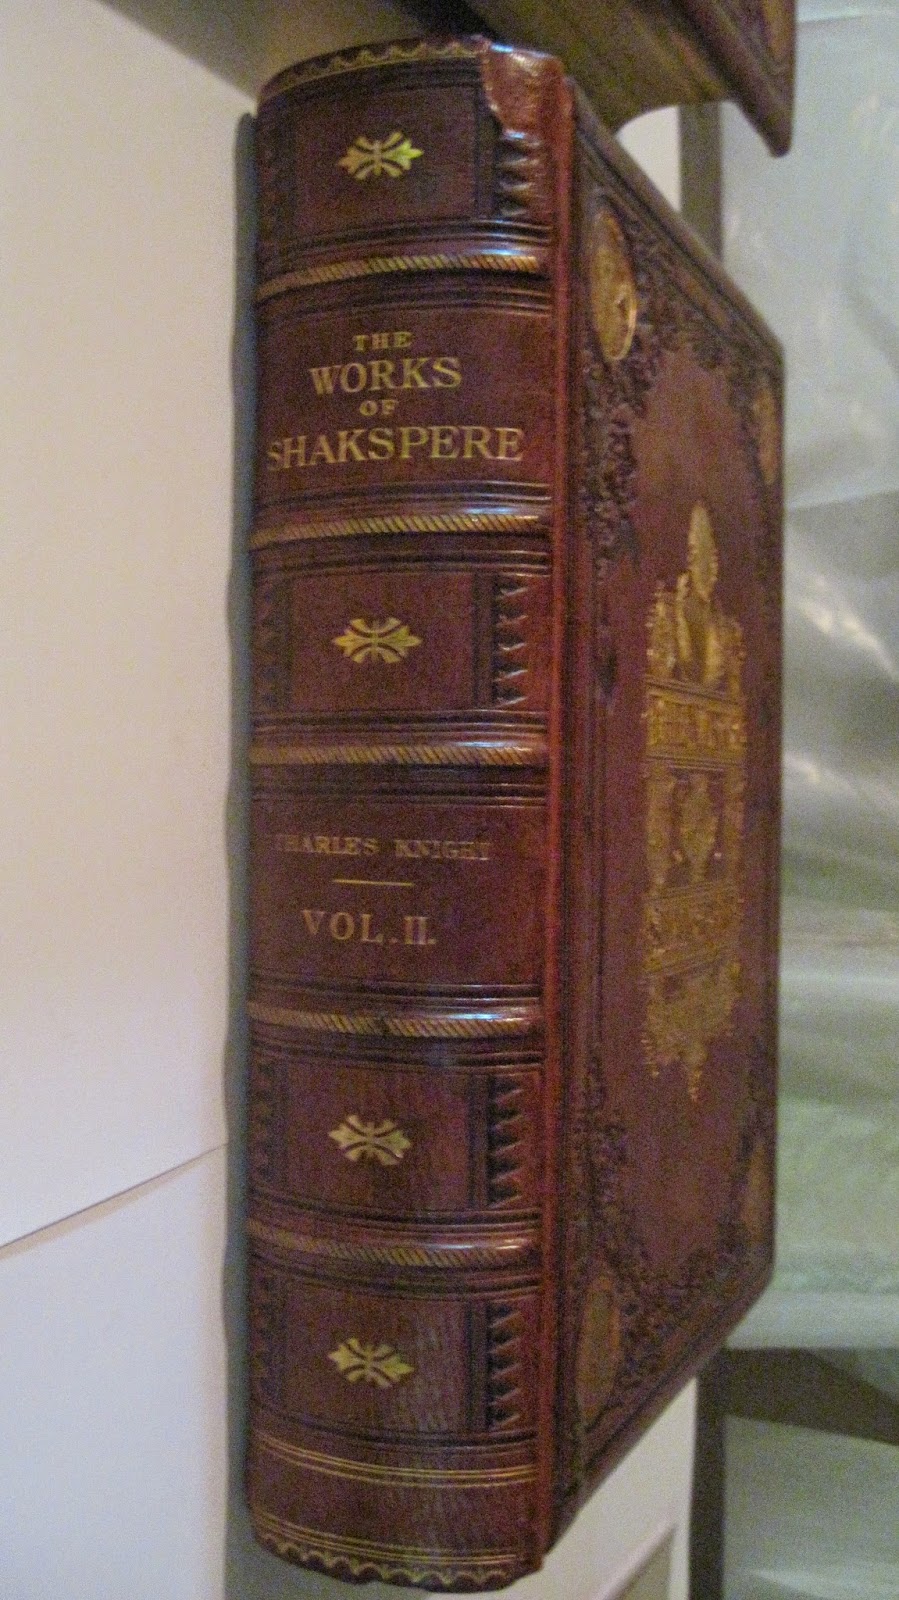 THE
WORKS
OF
SHAKSPERE
CHARLES KNIGHT
VOL. II.